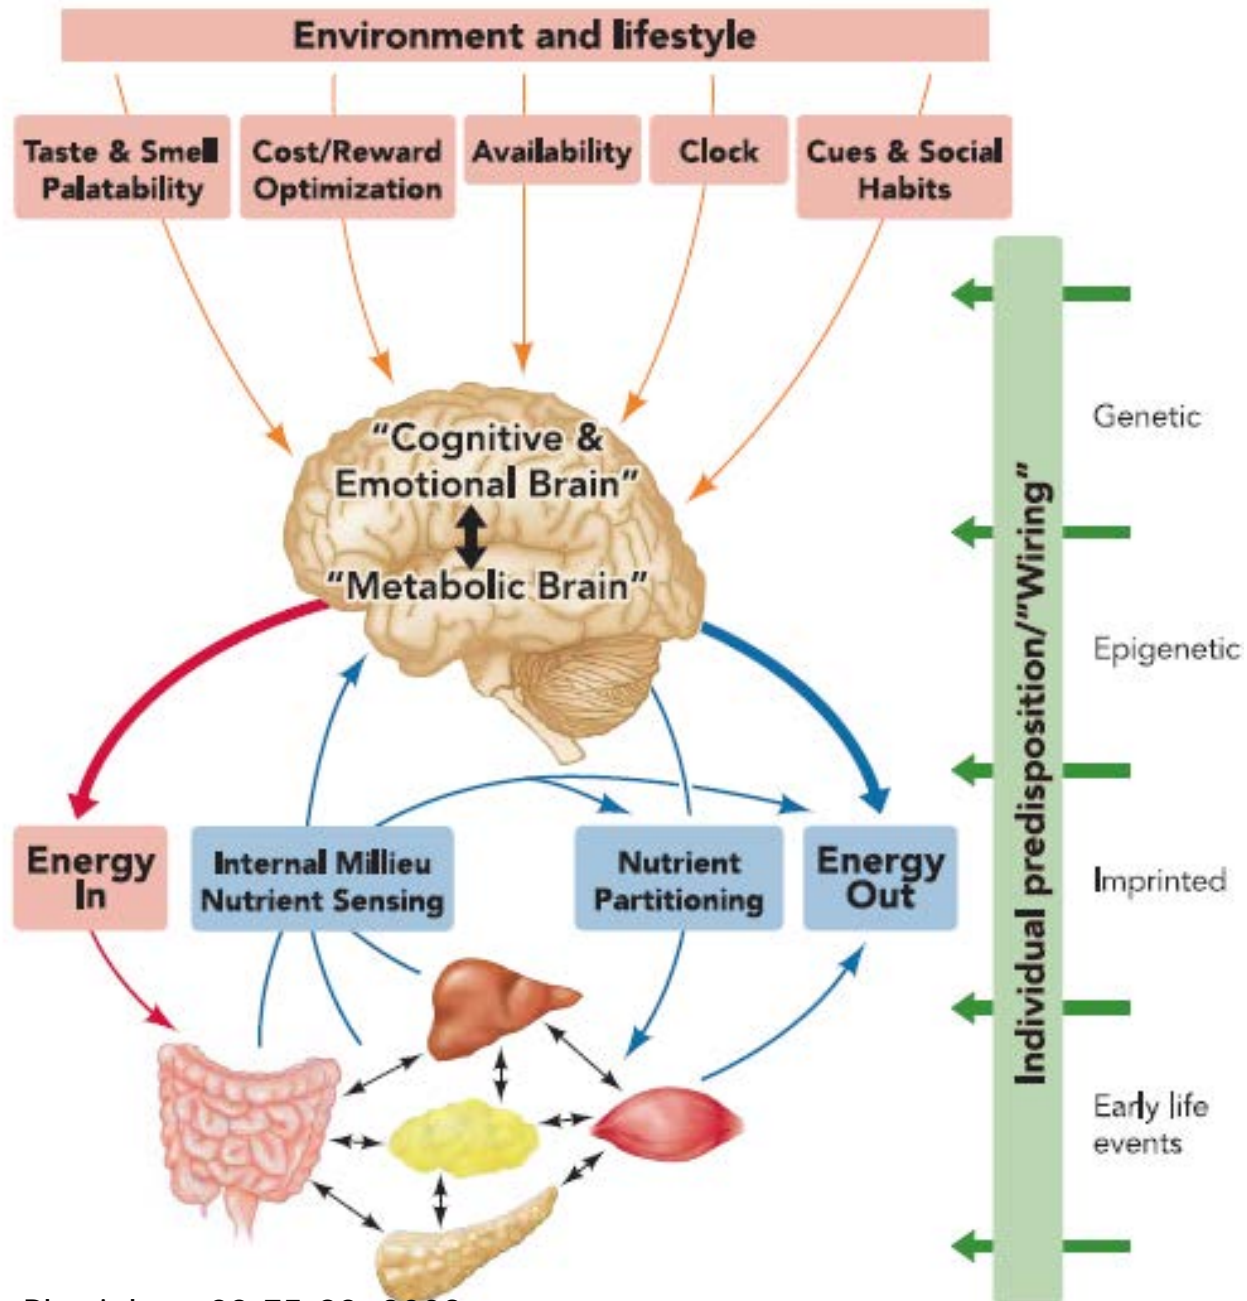 Environment and lifestyle
Taste & Smell
Palatability
Cost/Reward
Optimization
Availability
Clock
Cues & Social
Habits
"Cognitive &
Emotional Brain"
"Metabolic Brain"
Energy
In
Internal Millieu
Nutrient Sensing
Nutrient
Partitioning
Energy
Out
Individual predisposition/"Wiring"
Genetic
Epigenetic
Imprinted
Early life
events